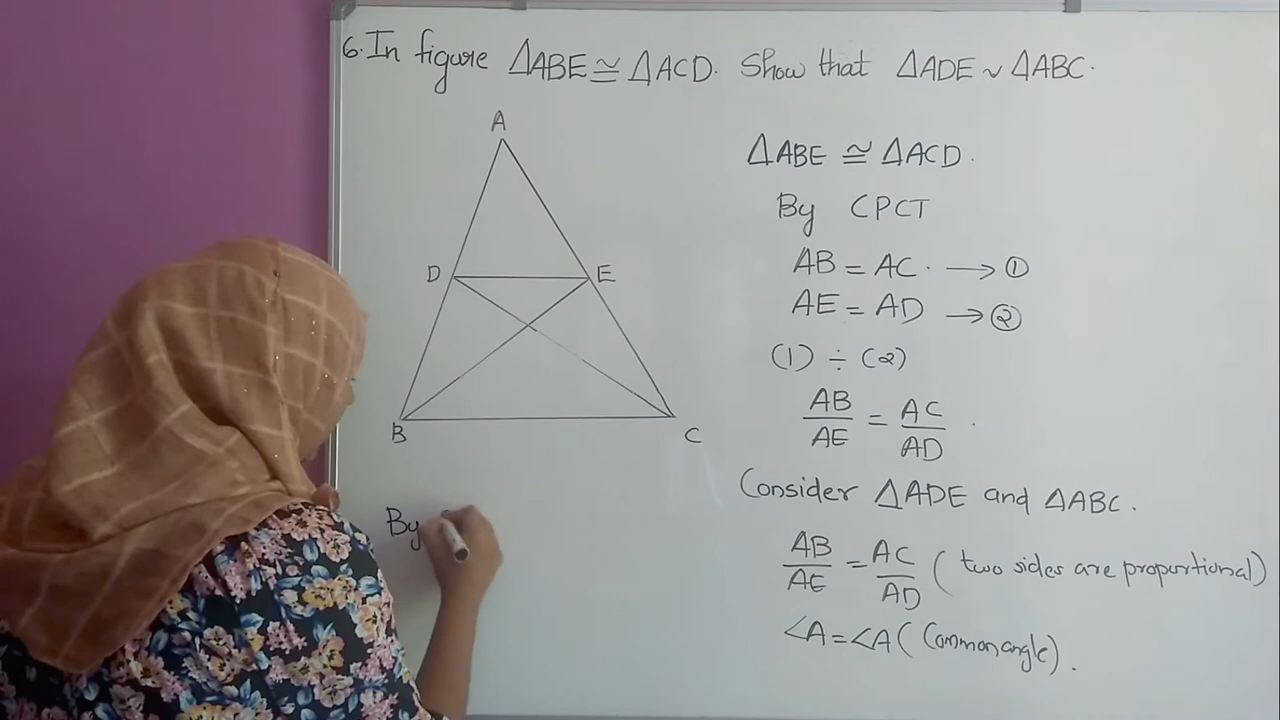 6. In figure ΔABE ≅ ΔACD. Show that ΔADE ~ ΔABC.
A
D
E
B
C
ΔABE ≅ ΔACD.
By CPCT
AB = AC. → ①
AE = AD → ②
(1) ÷ (2)
AB/AE = AC/AD.
Consider ΔADE and ΔABC.
AB/AE = AC/AD (two sides are proportional)
∠A = ∠A (Common angle).
By